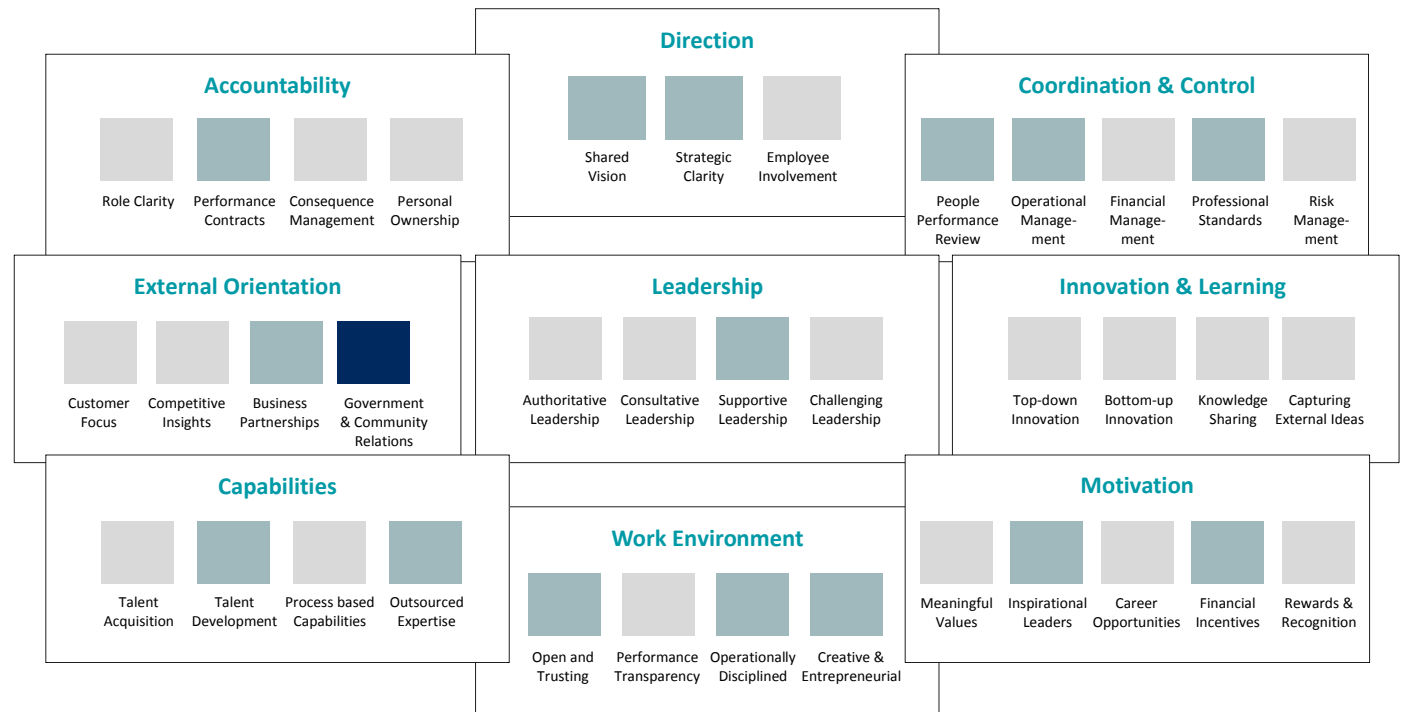 Direction
Shared
Vision
Strategic
Clarity
Employee
Involvement
Accountability
Role Clarity
Performance
Contracts
Consequence
Management
Personal
Ownership
Coordination & Control
People
Performance
Review
Operational
Manage-
ment
Financial
Manage-
ment
Professional
Standards
Risk
Manage-
ment
External Orientation
Customer
Focus
Competitive
Insights
Business
Partnerships
Government
& Community
Relations
Leadership
Authoritative
Leadership
Consultative
Leadership
Supportive
Leadership
Challenging
Leadership
Innovation & Learning
Top-down
Innovation
Bottom-up
Innovation
Knowledge
Sharing
Capturing
External Ideas
Capabilities
Talent
Acquisition
Talent
Development
Process based
Capabilities
Outsourced
Expertise
Work Environment
Open and
Trusting
Performance
Transparency
Operationally
Disciplined
Creative &
Entrepreneurial
Motivation
Meaningful
Values
Inspirational
Leaders
Career
Opportunities
Financial
Incentives
Rewards &
Recognition